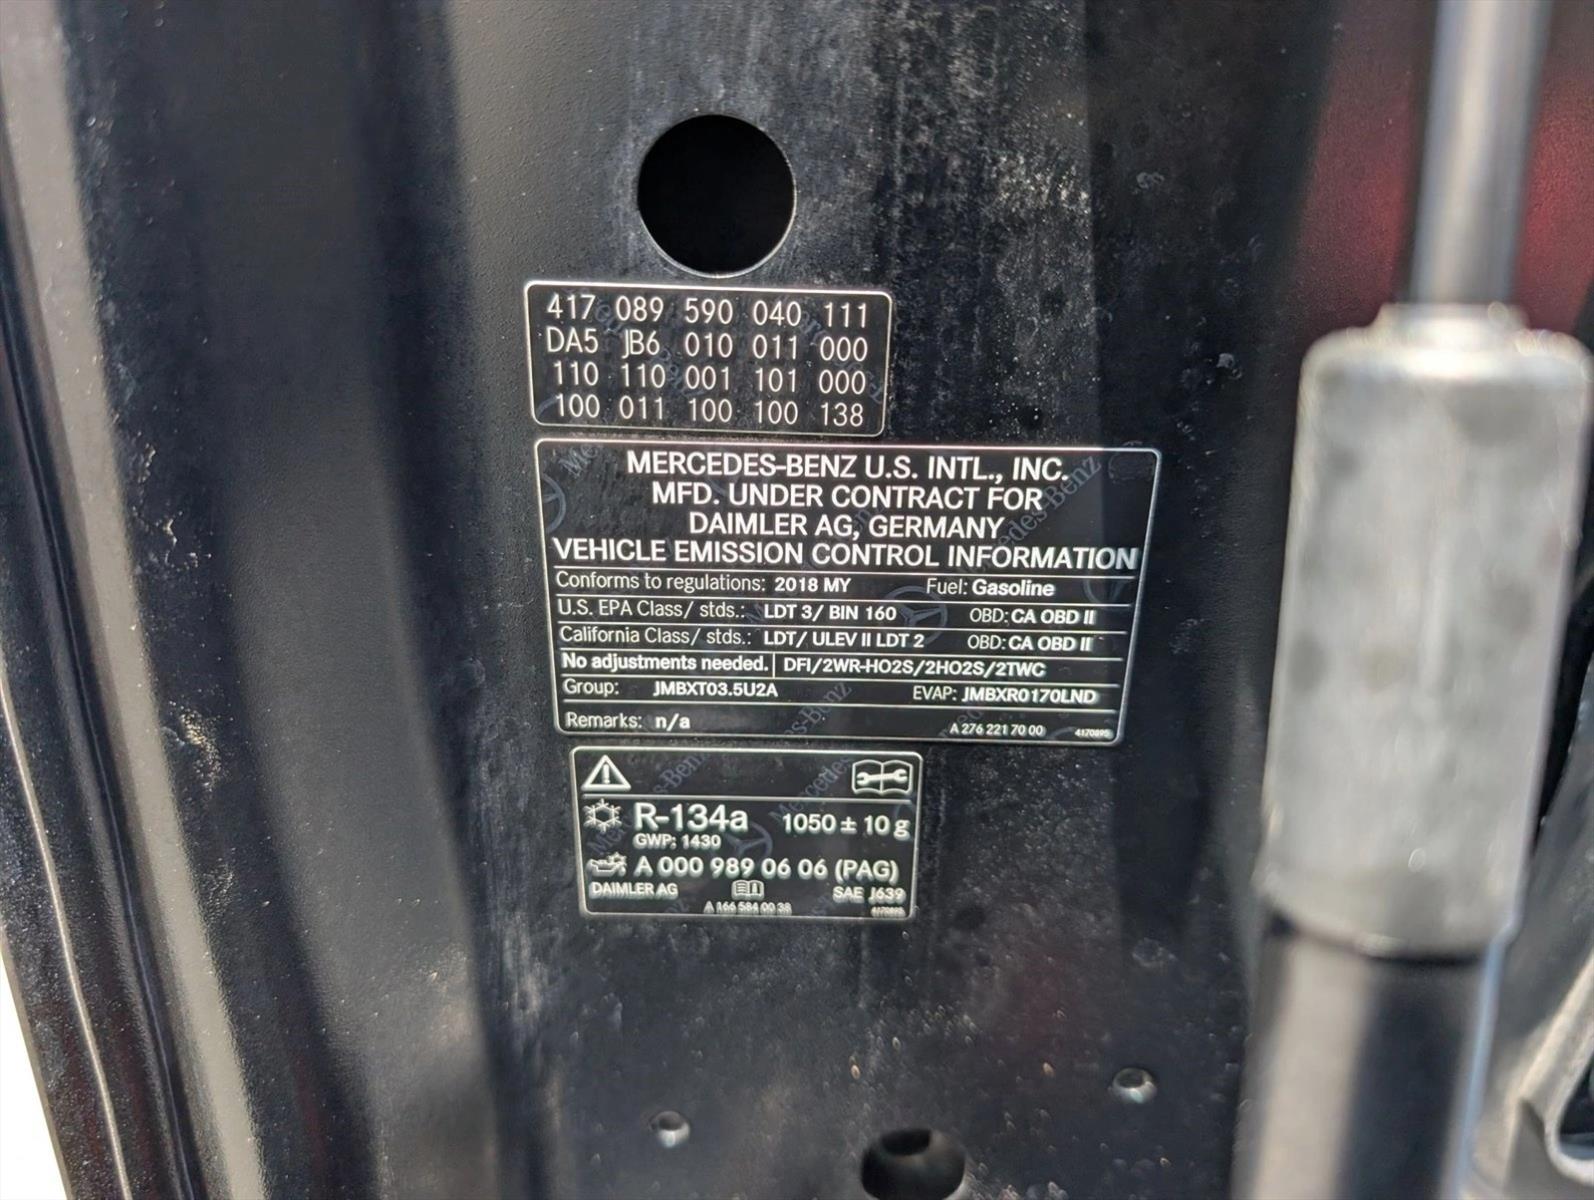 417 089 590 040 111
DA5 JB6 010 011 000
110 110 001 101 000
100 011 100 100 138
MERCEDES-BENZ U.S. INTL., INC.
MFD. UNDER CONTRACT FOR
DAIMLER AG, GERMANY
VEHICLE EMISSION CONTROL INFORMATION
Conforms to regulations: 2018 MY Fuel: Gasoline
U.S. EPA Class/ stds.: LDT 3/ BIN 160 OBD: CA OBD II
California Class/ stds.: LDT/ ULEV II LDT 2 OBD: CA OBD II
No adjustments needed. DFI/2WR-HO2S/2HO2S/2TWC
Group: JMBXT03.5U2A EVAP: JMBXR0170LND
Remarks: n/a A 276 221 70 00
R-134a 1050 ± 10 g
GWP: 1430
A 000 989 06 06 (PAG)
DAIMLER AG SAE J639
A 166 584 00 38